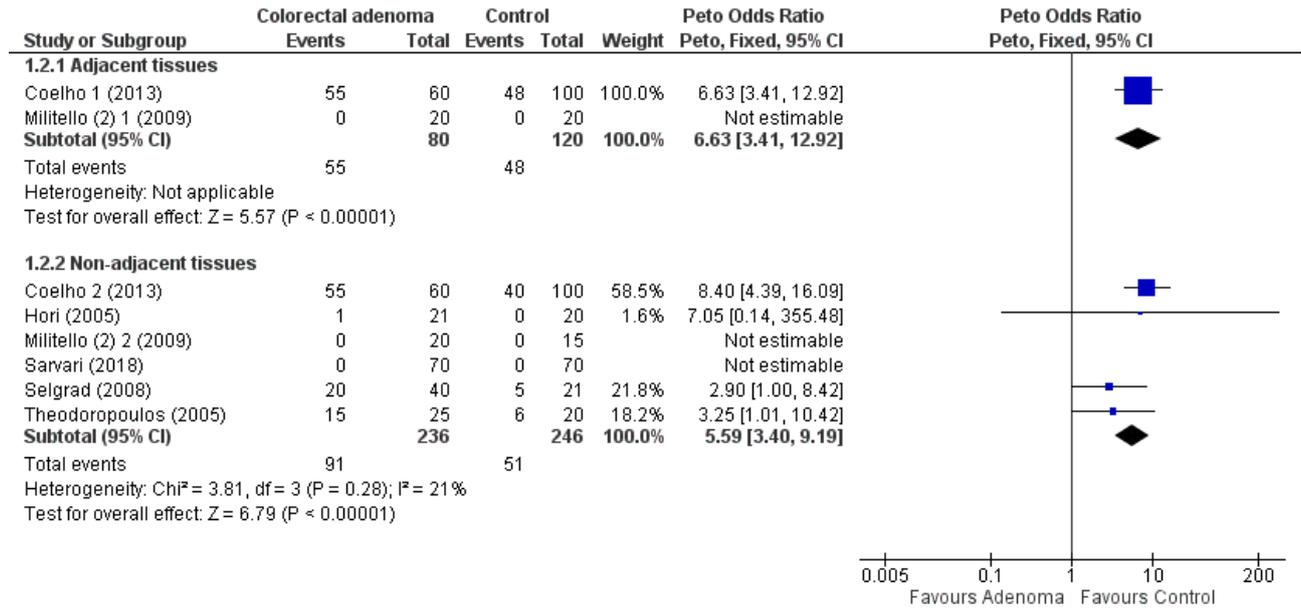 Colorectal adenoma Control Peto Odds Ratio Peto Odds Ratio
Study or Subgroup Events Total Events Total Weight Peto, Fixed, 95% CI Peto, Fixed, 95% CI
1.2.1 Adjacent tissues
Coelho 1 (2013) 55 60 48 100 100.0% 6.63 [3.41, 12.92]
Militello (2) 1 (2009) 0 20 0 20 Not estimable
Subtotal (95% CI) 80 120 100.0% 6.63 [3.41, 12.92]
Total events 55 48
Heterogeneity: Not applicable
Test for overall effect: Z = 5.57 (P < 0.00001)
1.2.2 Non-adjacent tissues
Coelho 2 (2013) 55 60 40 100 58.5% 8.40 [4.39, 16.09]
Hori (2005) 1 21 0 20 1.6% 7.05 [0.14, 355.48]
Militello (2) 2 (2009) 0 20 0 15 Not estimable
Sarvari (2018) 0 70 0 70 Not estimable
Selgrad (2008) 20 40 5 21 21.8% 2.90 [1.00, 8.42]
Theodoropoulos (2005) 15 25 6 20 18.2% 3.25 [1.01, 10.42]
Subtotal (95% CI) 236 246 100.0% 5.59 [3.40, 9.19]
Total events 91 51
Heterogeneity: Chi² = 3.81, df = 3 (P = 0.28); I² = 21%
Test for overall effect: Z = 6.79 (P < 0.00001)
0.005 0.1 1 10 200
Favours Adenoma Favours Control